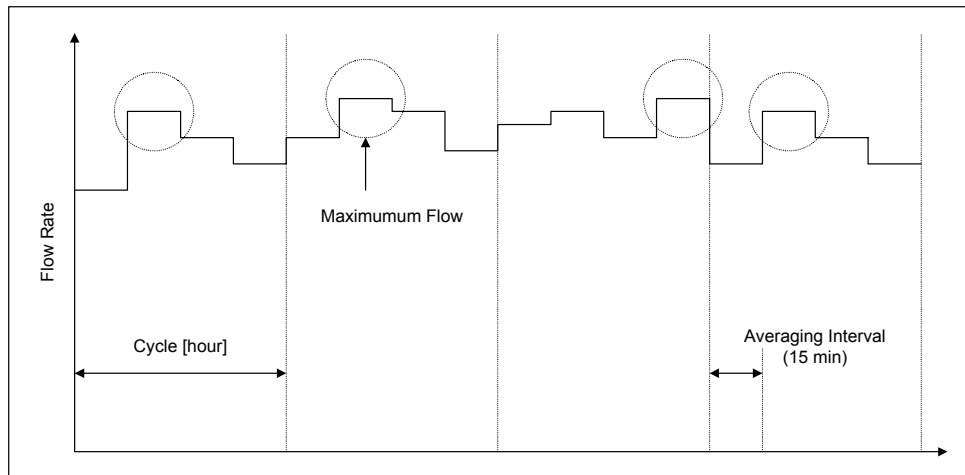 Maximumum Flow
Flow Rate
Cycle [hour]
Averaging Interval
(15 min)